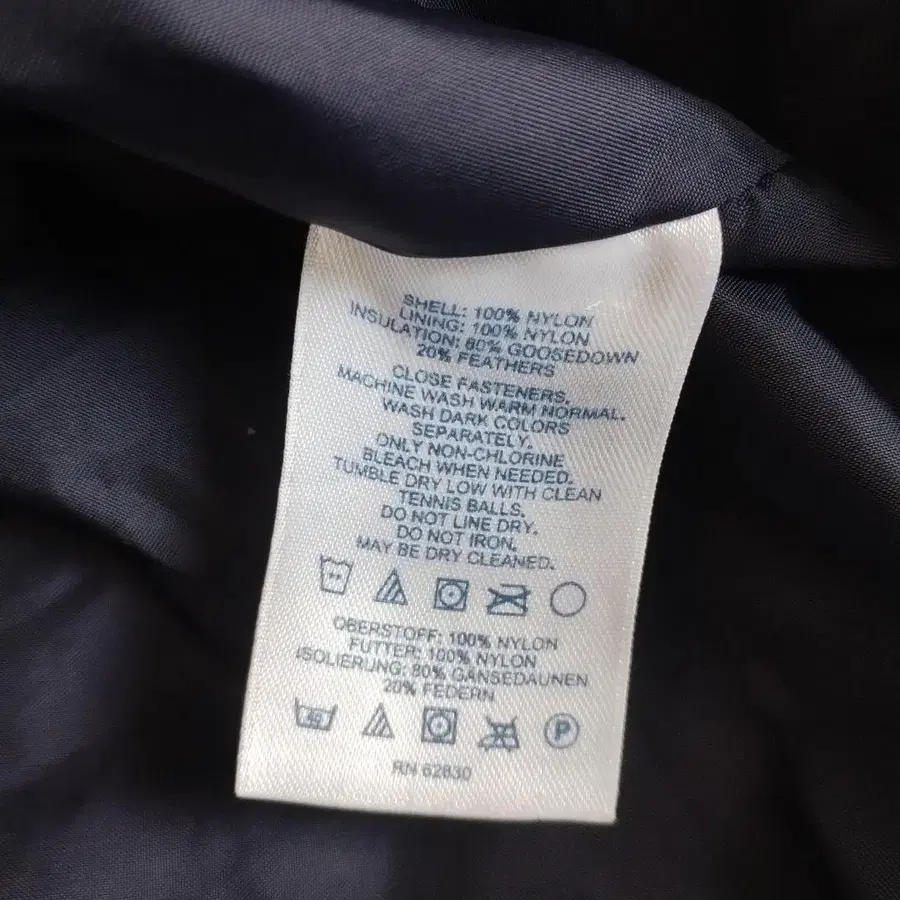 SHELL: 100% NYLON
LINING: 100% NYLON
INSULATION: 80% GOOSEDOWN
20% FEATHERS
CLOSE FASTENERS.
MACHINE WASH WARM NORMAL.
WASH DARK COLORS
SEPARATELY.
ONLY NON-CHLORINE
BLEACH WHEN NEEDED.
TUMBLE DRY LOW WITH CLEAN
TENNIS BALLS.
DO NOT LINE DRY.
DO NOT IRON.
MAY BE DRY CLEANED.
OBERSTOFF: 100% NYLON
FUTTER: 100% NYLON
ISOLIERUNG: 80% GANSEDAUNEN
20% FEDERN
40 P
RN 62830